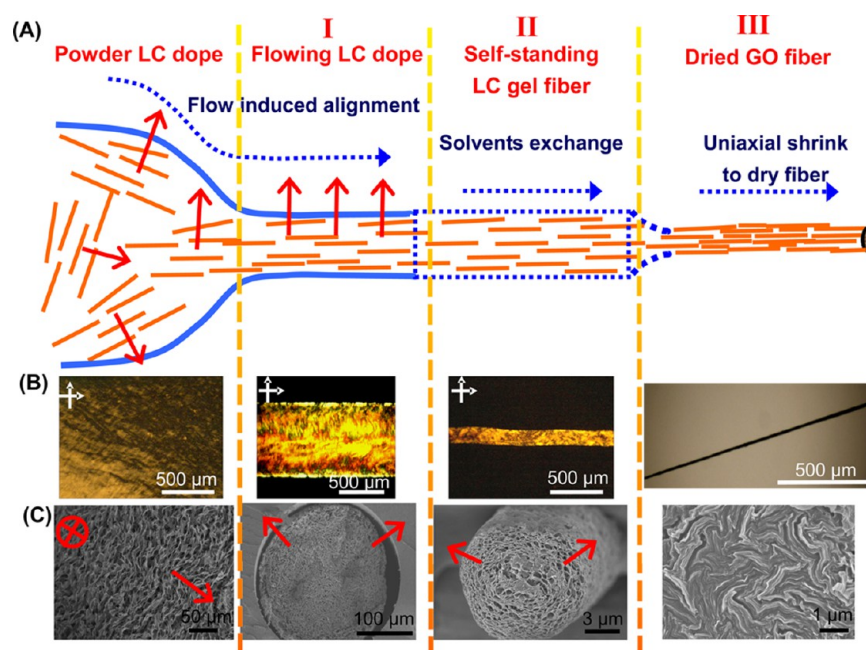 (A)
I
II
III
Powder LC dope
Flowing LC dope
Self-standing
LC gel fiber
Dried GO fiber
Flow induced alignment
Solvents exchange
Uniaxial shrink
to dry fiber
(B)
500 μm
500 μm
500 μm
500 μm
(C)
50 μm
100 μm
3 μm
1 μm